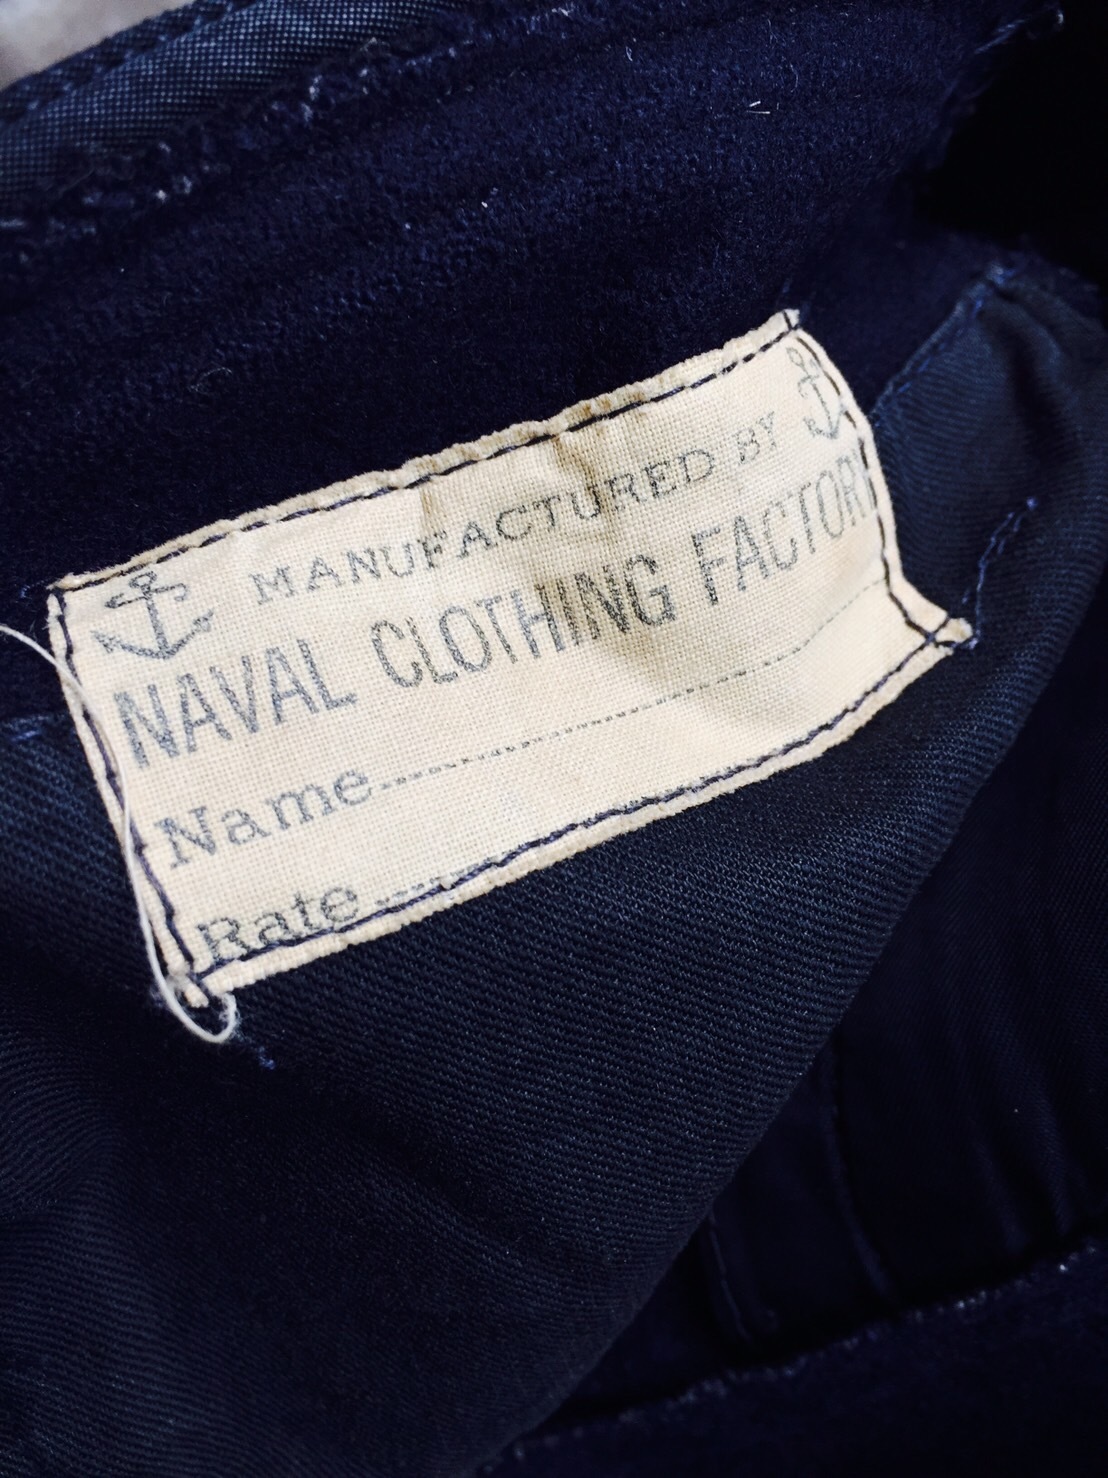 MANUFACTURED BY
NAVAL CLOTHING FACTORY
Name
Rate